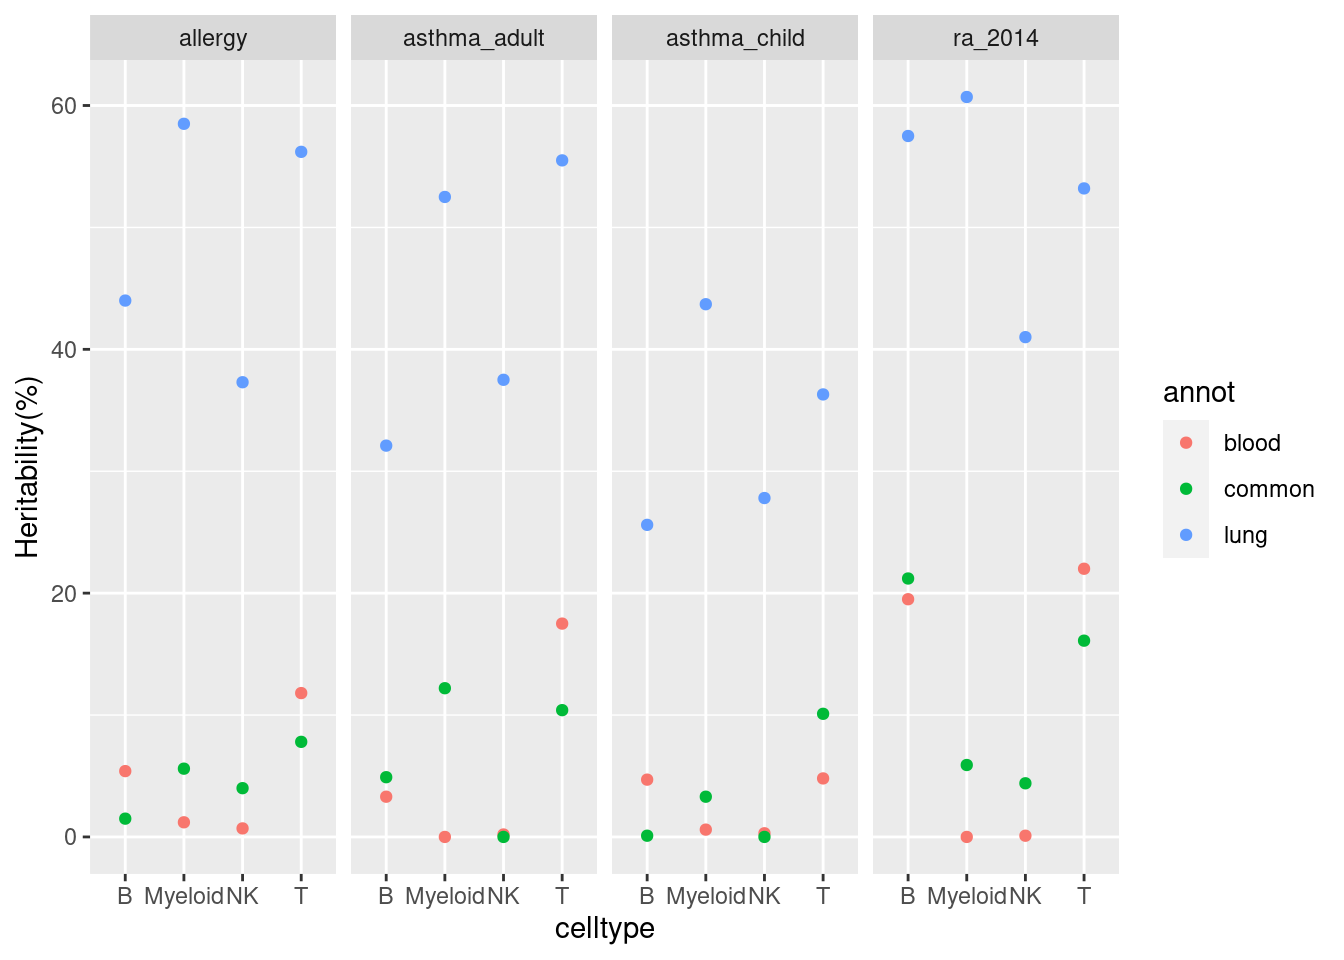 allergy asthma_adult asthma_child ra_2014
60
40
20
0
Heritability(%)
B Myeloid NK T B Myeloid NK T B Myeloid NK T B Myeloid NK T
celltype
annot
blood
common
lung